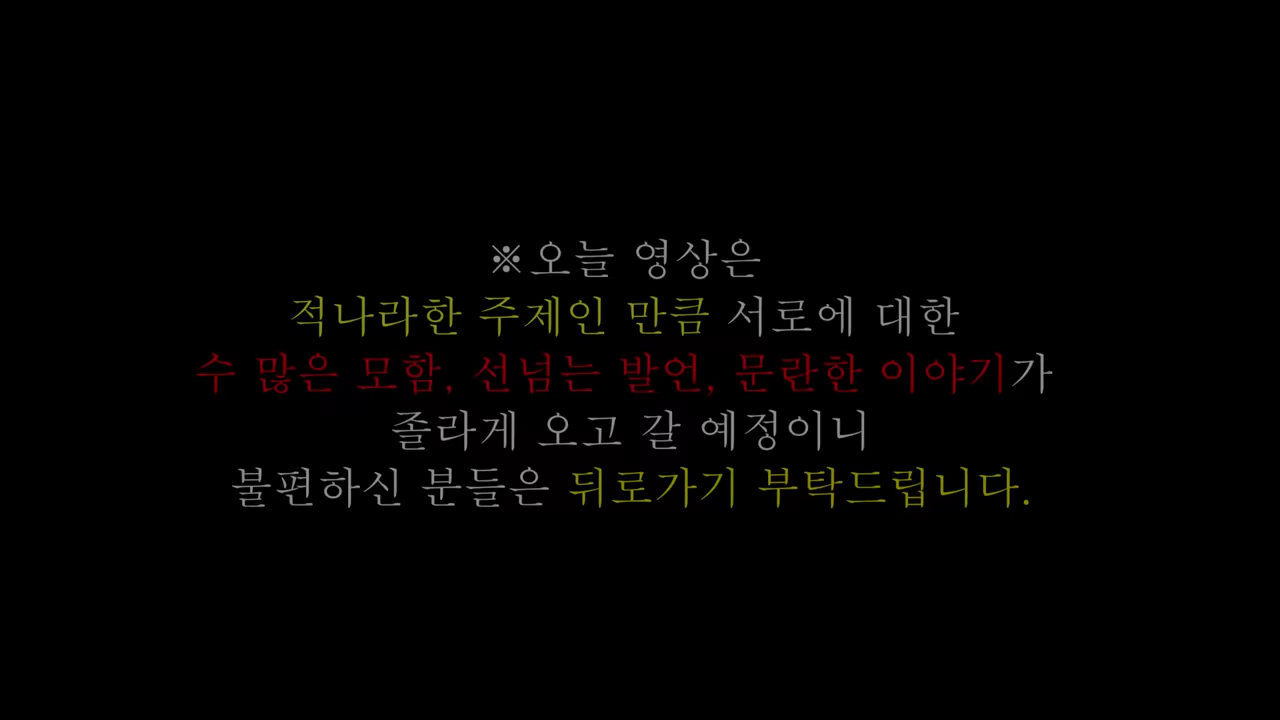 ※오늘 영상은
적나라한 주제인 만큼 서로에 대한
수 많은 모함, 선넘는 발언, 문란한 이야기가
졸라게 오고 갈 예정이니
불편하신 분들은 뒤로가기 부탁드립니다.